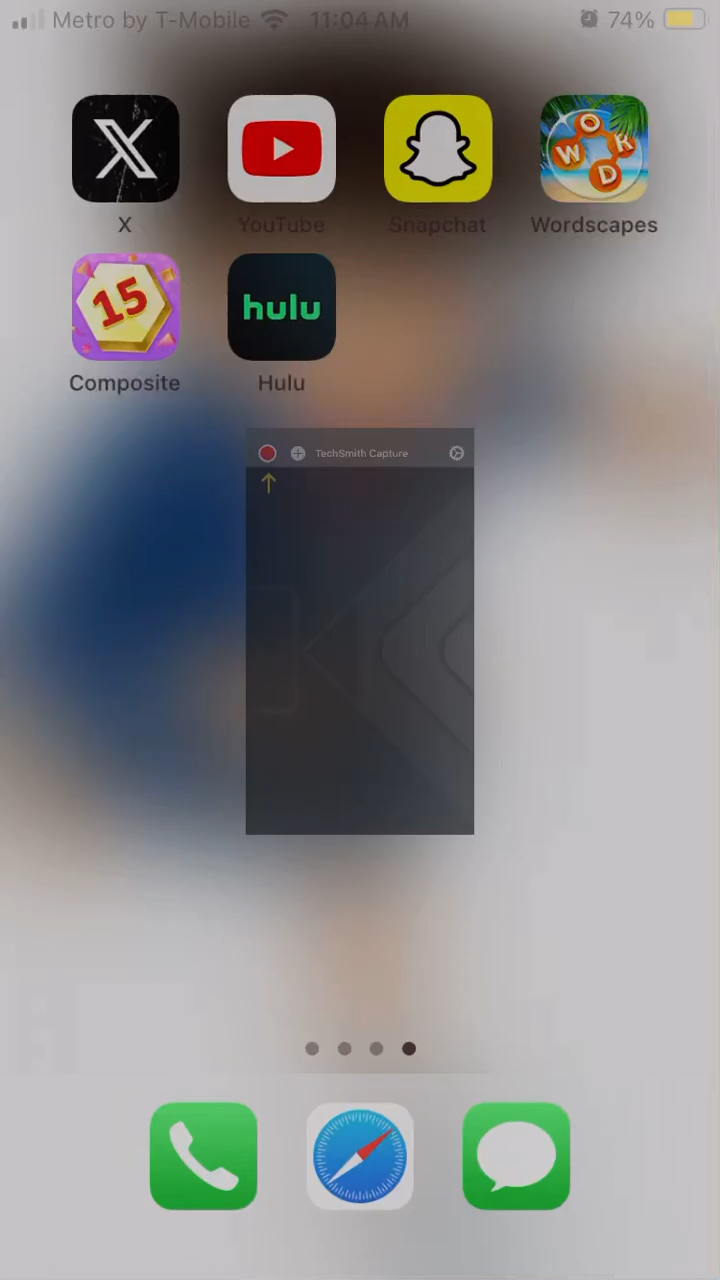 Metro by T-Mobile 11:04 AM 74%
X YouTube Snapchat Wordscapes
W O R D
15 hulu
Composite Hulu
TechSmith Capture